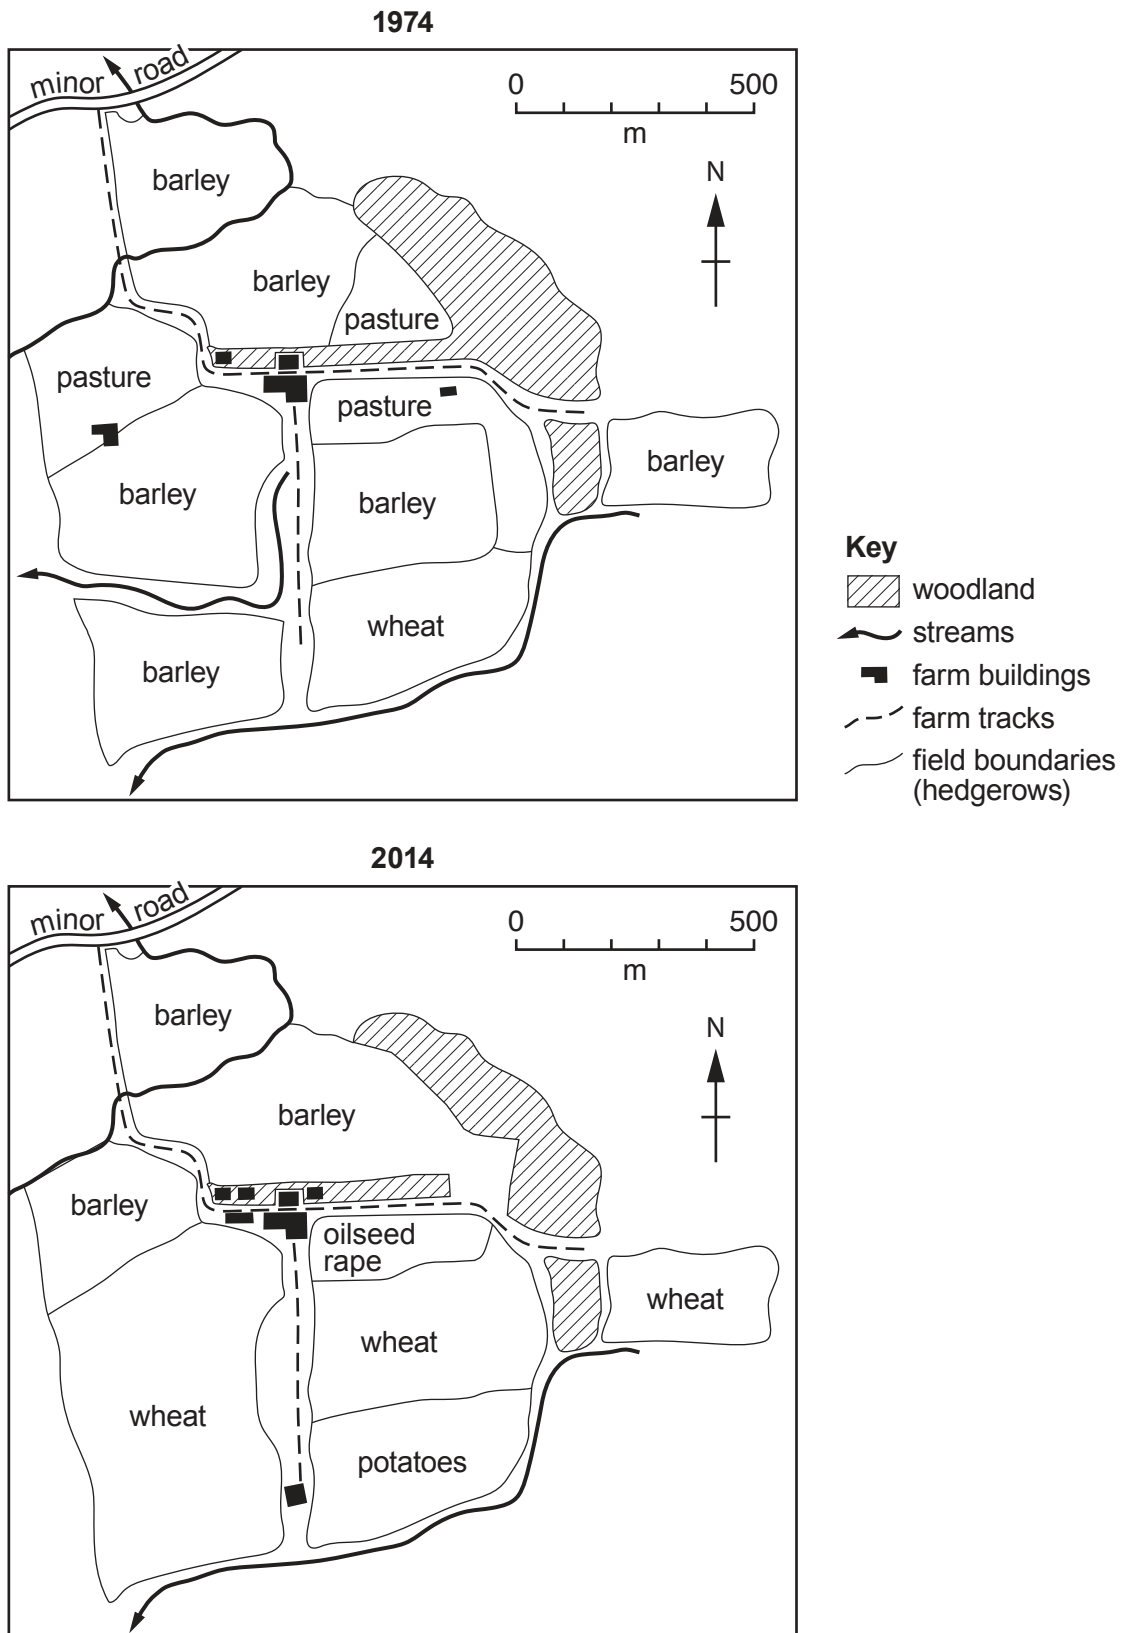 1974
minor road
0 500
m
N
barley
barley
pasture
pasture
pasture
barley
barley
barley
wheat
barley
Key
woodland
streams
farm buildings
farm tracks
field boundaries
(hedgerows)
2014
minor road
0 500
m
N
barley
barley
barley
oilseed
rape
wheat
wheat
wheat
potatoes